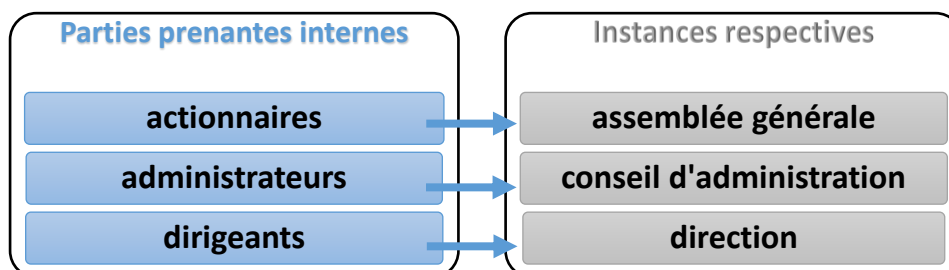 Parties prenantes internes
Instances respectives
actionnaires
assemblée générale
administrateurs
conseil d'administration
dirigeants
direction